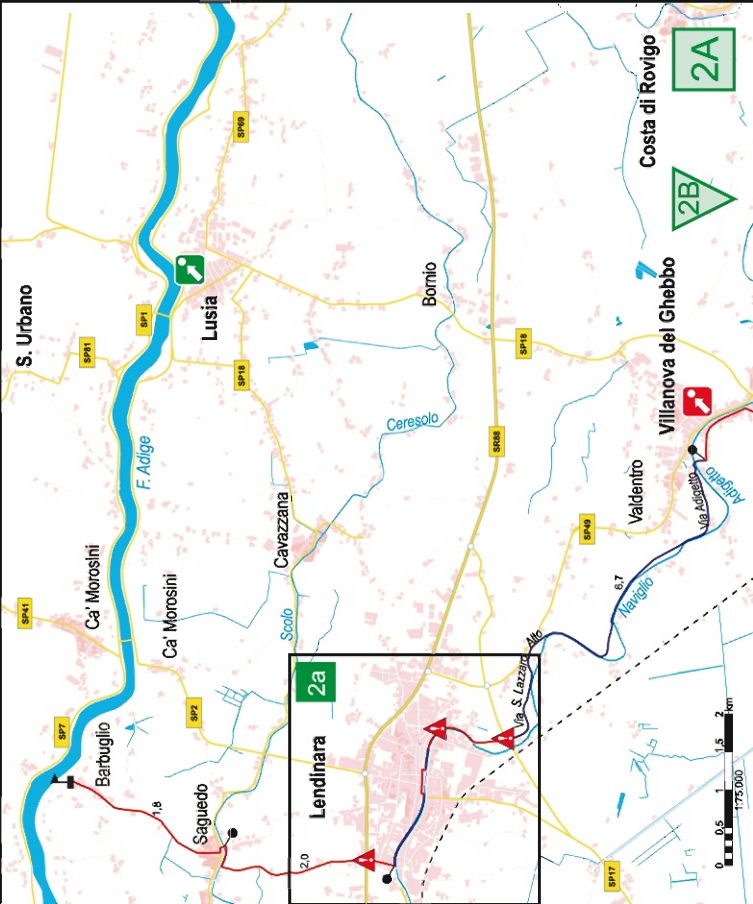 S. Urbano
SP81
SP1
SP69
Lusia
SP18
F. Adige
Bornio
SP18
Costa di Rovigo
2A
2B
Villanova del Ghebbo
Ceresolo
SR88
Cavazzana
Valdentro
SP49
Via Adigetto
Adigetto
SP41
Ca' Morosini
Ca' Morosini
Scolo
6,7
Naviglio
SP7
SP2
Barbuglio
2a
Lendinara
Via S. Lazzaro Alto
1,8
Saguedo
2,0
SP17
0 0,5 1 1,5 2
km
1:75.000